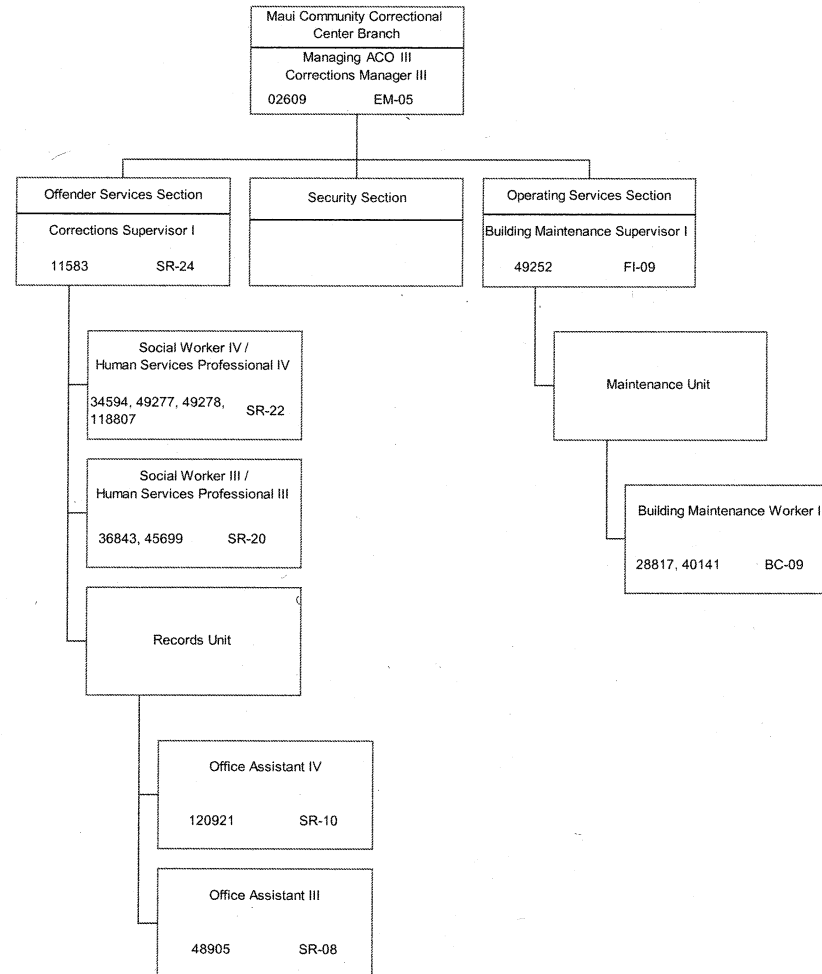 Maui Community Correctional
Center Branch
Managing ACO III
Corrections Manager III
02609 EM-05
Offender Services Section
Corrections Supervisor I
11583 SR-24
Security Section
Operating Services Section
Building Maintenance Supervisor I
49252 FI-09
Social Worker IV /
Human Services Professional IV
34594, 49277, 49278,
118807 SR-22
Social Worker III /
Human Services Professional III
36843, 45699 SR-20
Records Unit
Office Assistant IV
120921 SR-10
Office Assistant III
48905 SR-08
Maintenance Unit
Building Maintenance Worker I
28817, 40141 BC-09